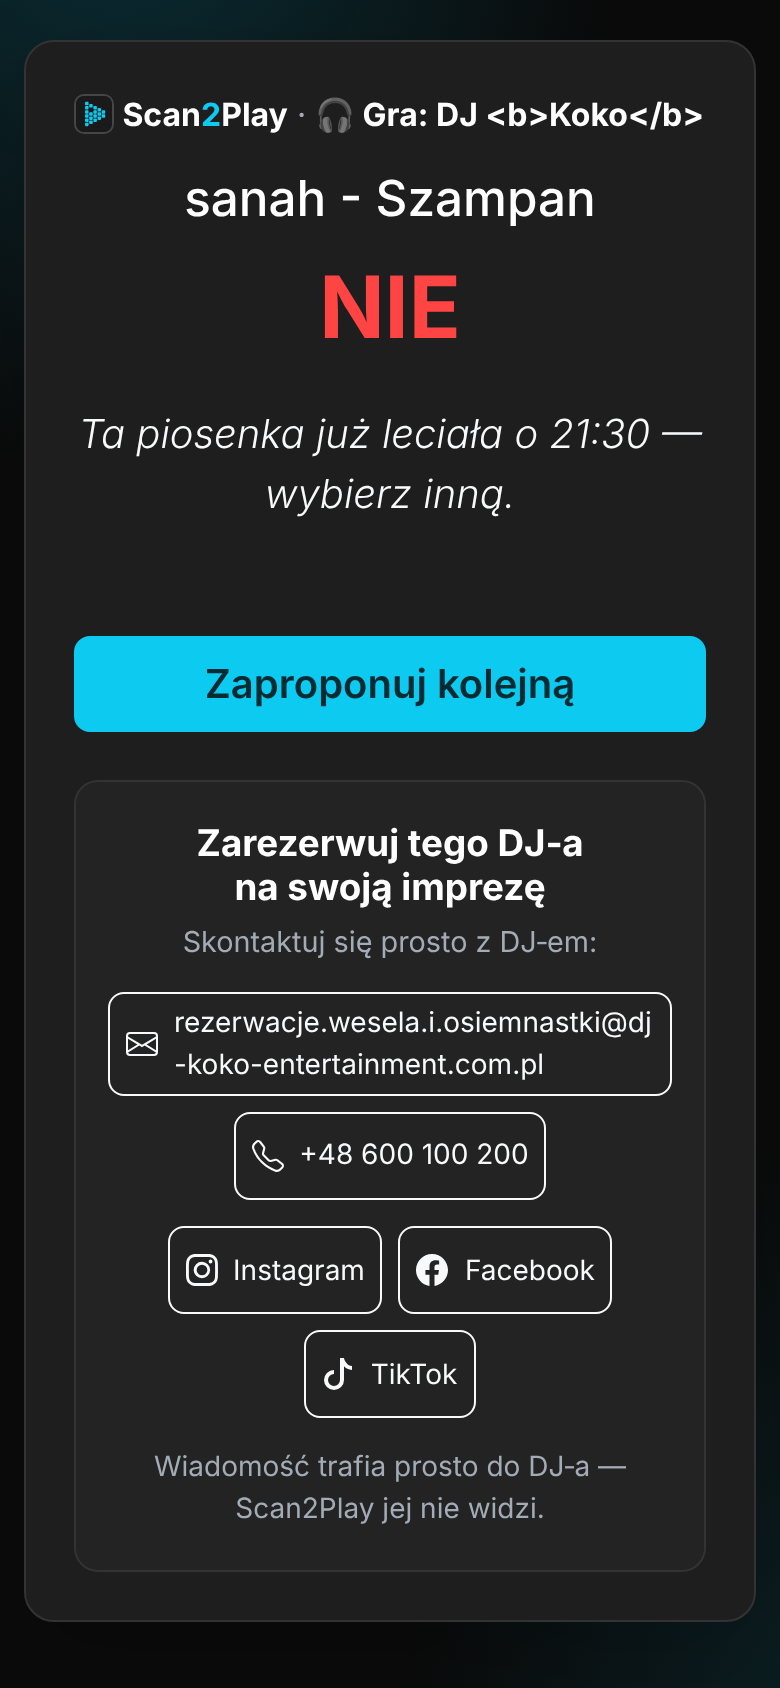 Scan2Play · 🎧 Gra: DJ <b>Koko</b>
sanah - Szampan
NIE
Ta piosenka już leciała o 21:30 —
wybierz inną.
Zaproponuj kolejną
Zarezerwuj tego DJ-a
na swoją imprezę
Skontaktuj się prosto z DJ-em:
rezerwacje.wesela.i.osiemnastki@dj
-koko-entertainment.com.pl
+48 600 100 200
Instagram
Facebook
TikTok
Wiadomość trafia prosto do DJ-a —
Scan2Play jej nie widzi.